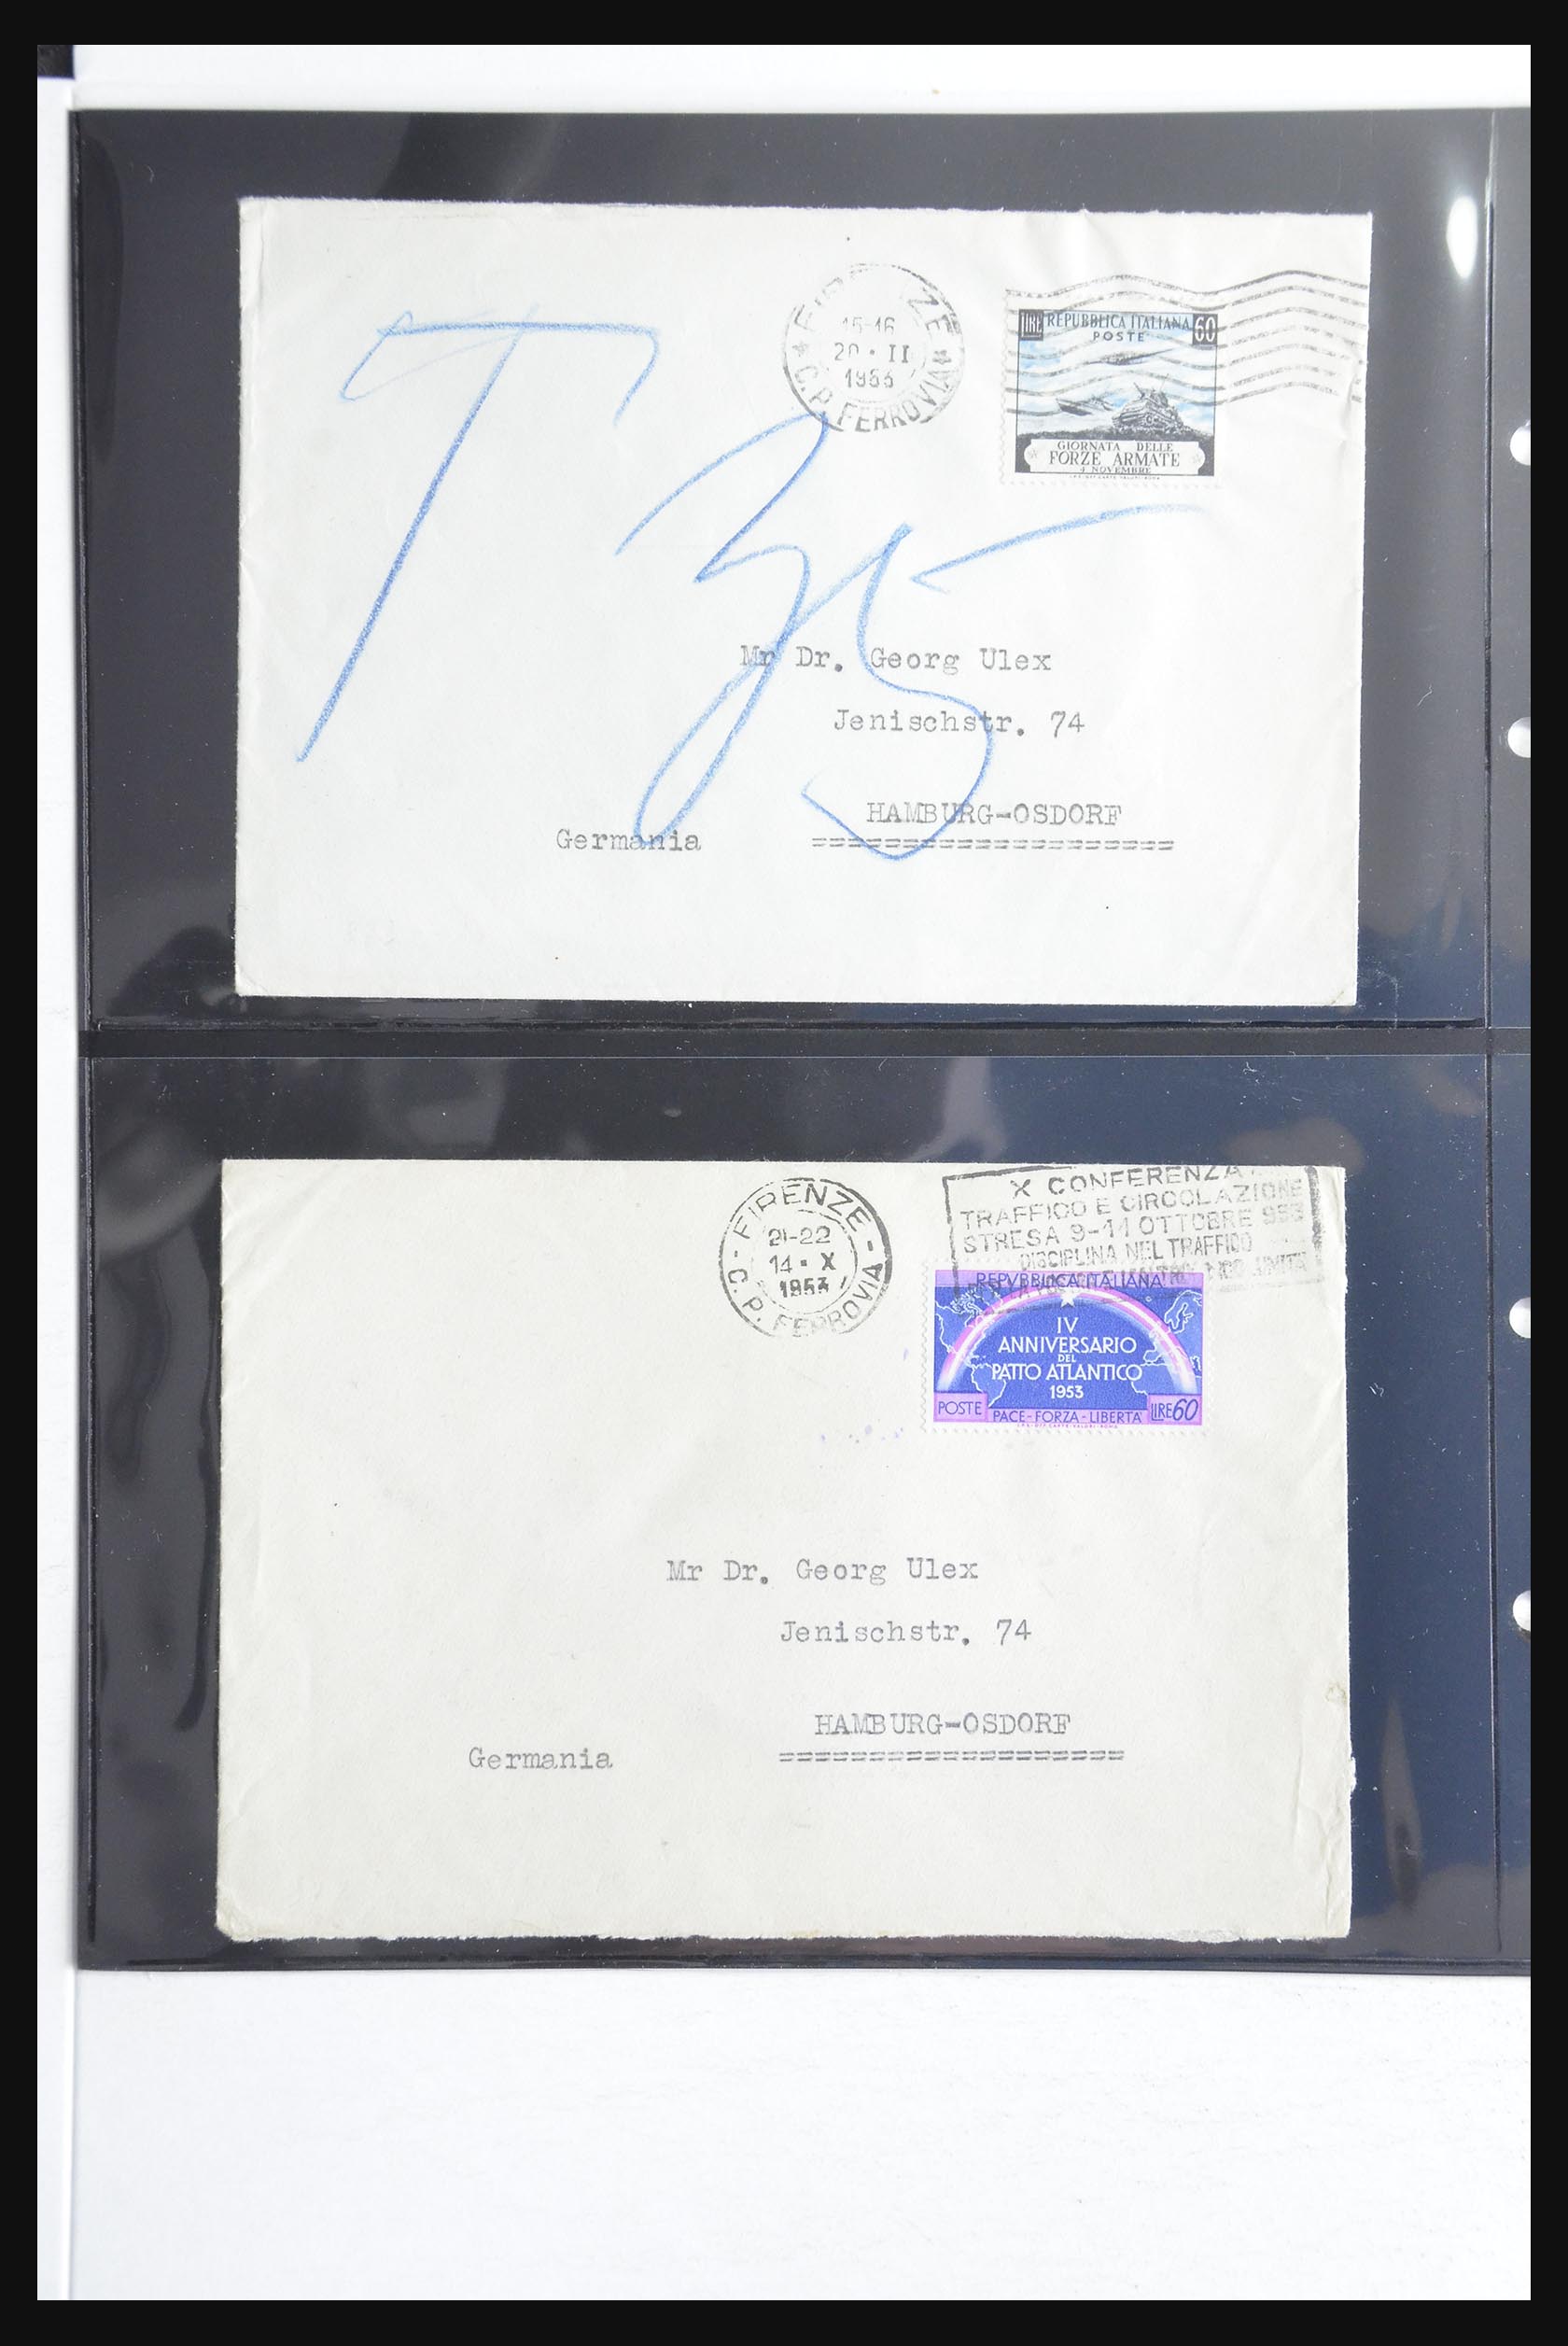 FIRENZE
15-16
20 · II
1953
C.P. FERROVIA
LIRE REPUBBLICA ITALIANA 60
POSTE
GIORNATA DELLE
FORZE ARMATE
4 NOVEMBRE
T 35
Mr Dr. Georg Ulex
Jenischstr. 74
HAMBURG-OSDORF
Germania ====================
- FIRENZE -
21-22
14 · X
1953
C.P. FERROVIA
X CONFERENZA
TRAFFICO E CIRCOLAZIONE
STRESA 9-11 OTTOBRE 953
DISCIPLINA NEL TRAFFICO
REPVBBLICA ITALIANA
IV
ANNIVERSARIO
DEL
PATTO ATLANTICO
1953
POSTE PACE-FORZA-LIBERTA' LIRE 60
Mr Dr. Georg Ulex
Jenischstr. 74
HAMBURG-OSDORF
Germania ====================